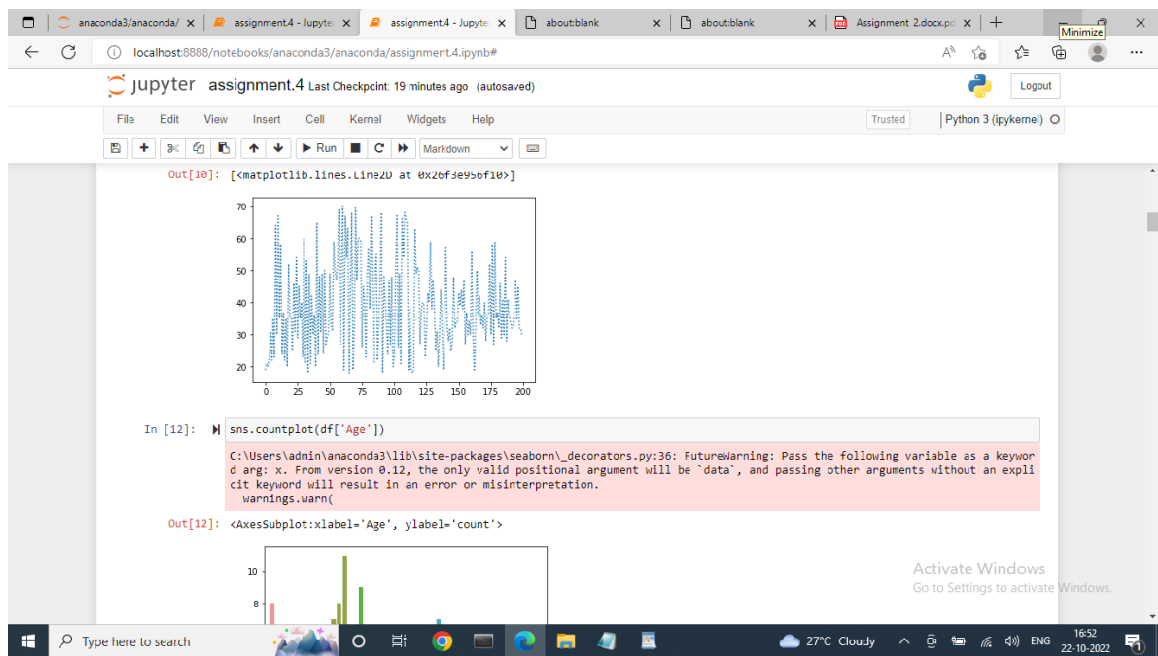 anaconda3/anaconda/
assignment.4 - Jupyte
assignment4 - Jupyte
about:blank
about:blank
Assignment 2.docx.pd
Minimize
localhost:8888/notebooks/anaconda3/anaconda/assignment.4.ipynb#
jupyter assignment.4 Last Checkpoint: 19 minutes ago (autosaved)
Logout
File Edit View Insert Cell Kernel Widgets Help
Trusted
Python 3 (ipykernel)
Run
Markdown
Out[10]: [<matplotlib.lines.Line2D at 0x26f3e956f10>]
70
60
50
40
30
20
0 25 50 75 100 125 150 175 200
In [12]: sns.countplot(df['Age'])
C:\Users\admin\anaconda3\lib\site-packages\seaborn\_decorators.py:36: FutureWarning: Pass the following variable as a keywor
d arg: x. From version 0.12, the only valid positional argument will be `data`, and passing other arguments without an expli
cit keyword will result in an error or misinterpretation.
warnings.warn(
Out[12]: <AxesSubplot:xlabel='Age', ylabel='count'>
10
8
Activate Windows
Go to Settings to activate Windows.
Type here to search
27°C Cloudy
ENG
16:52
22-10-2022
1